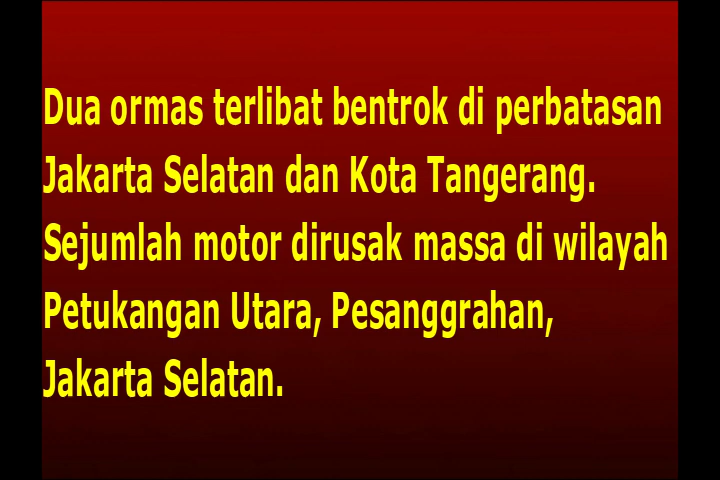 Dua ormas terlibat bentrok di perbatasan
Jakarta Selatan dan Kota Tangerang.
Sejumlah motor dirusak massa di wilayah
Petukangan Utara, Pesanggrahan,
Jakarta Selatan.